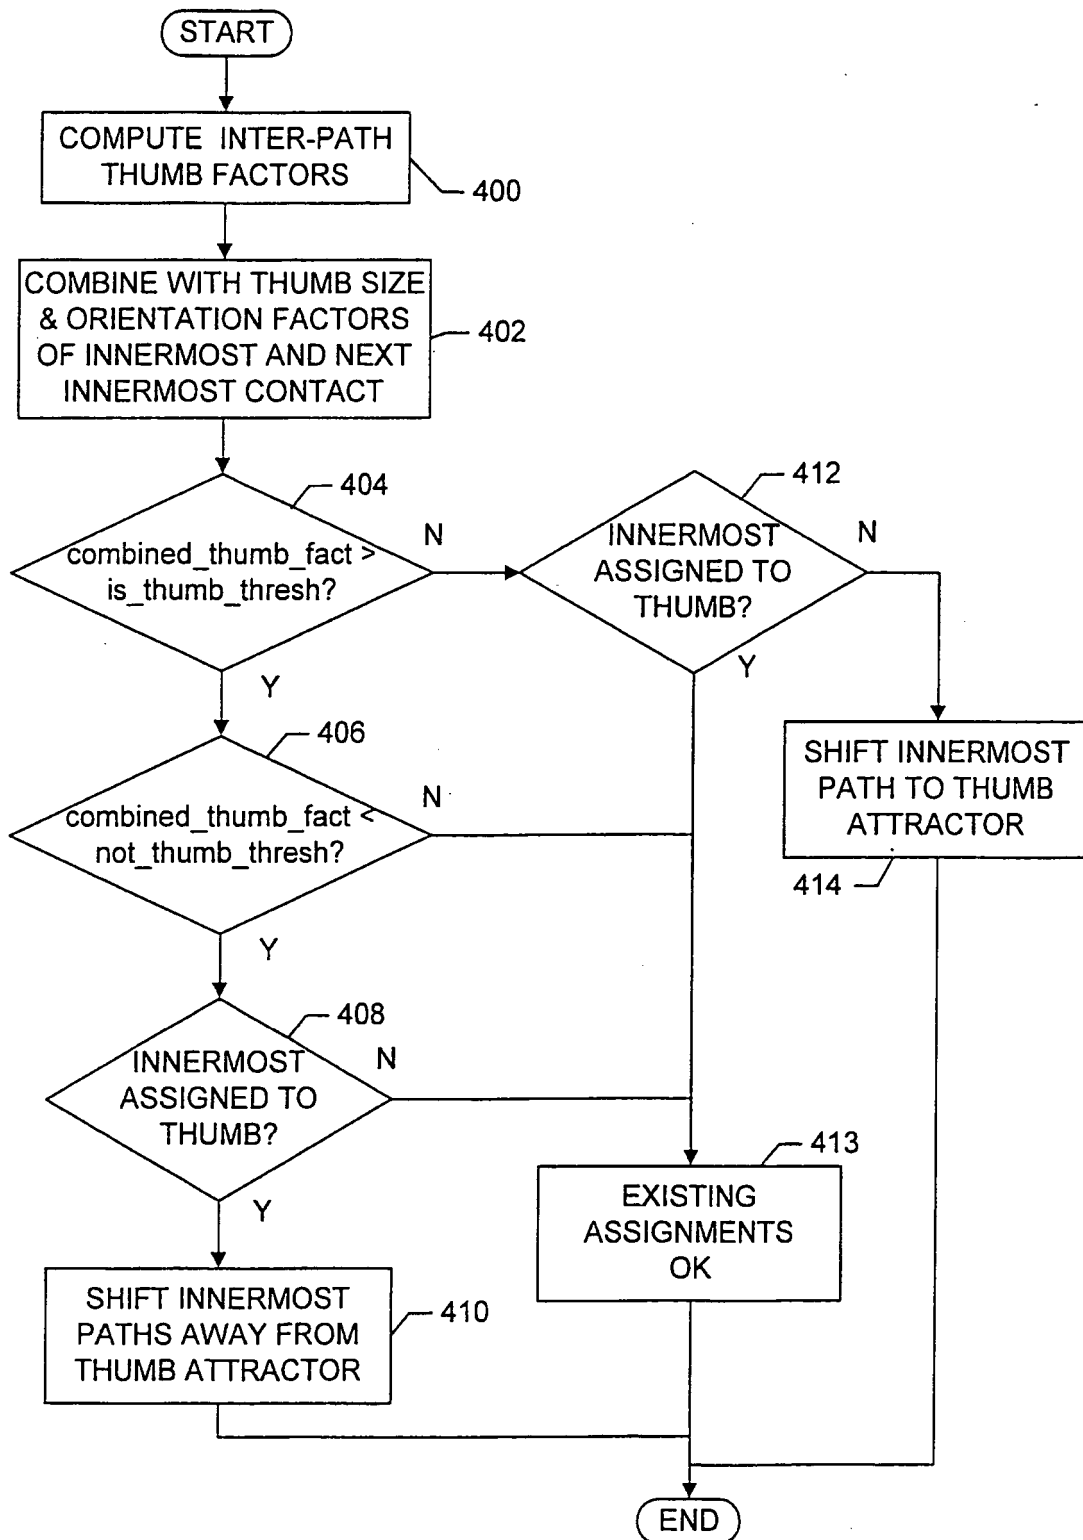 START
COMPUTE INTER-PATH
THUMB FACTORS
400
COMBINE WITH THUMB SIZE
& ORIENTATION FACTORS
OF INNERMOST AND NEXT
INNERMOST CONTACT
402
404
combined_thumb_fact >
is_thumb_thresh?
N
Y
412
INNERMOST
ASSIGNED TO
THUMB?
N
Y
406
combined_thumb_fact <
not_thumb_thresh?
N
Y
SHIFT INNERMOST
PATH TO THUMB
ATTRACTOR
414
408
INNERMOST
ASSIGNED TO
THUMB?
N
Y
413
EXISTING
ASSIGNMENTS
OK
SHIFT INNERMOST
PATHS AWAY FROM
THUMB ATTRACTOR
410
END